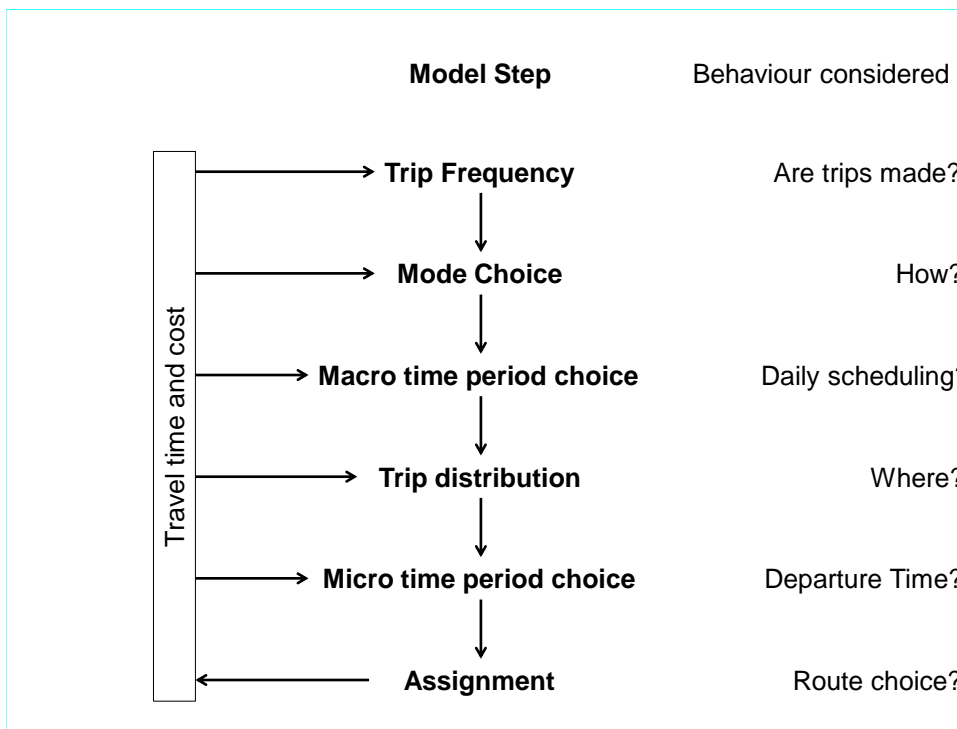 Model Step Behaviour considered
Travel time and cost
Trip Frequency Are trips made?
Mode Choice How?
Macro time period choice Daily scheduling?
Trip distribution Where?
Micro time period choice Departure Time?
Assignment Route choice?